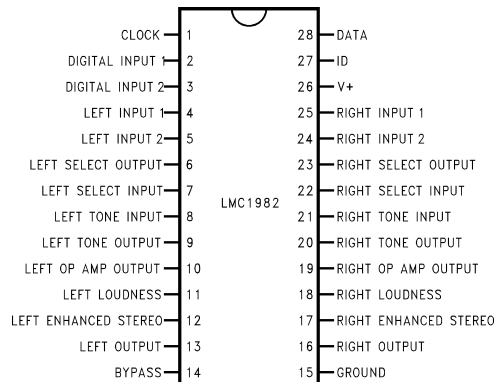 CLOCK 1 28 DATA
DIGITAL INPUT 1 2 27 ID
DIGITAL INPUT 2 3 26 V+
LEFT INPUT 1 4 25 RIGHT INPUT 1
LEFT INPUT 2 5 24 RIGHT INPUT 2
LEFT SELECT OUTPUT 6 23 RIGHT SELECT OUTPUT
LEFT SELECT INPUT 7 22 RIGHT SELECT INPUT
LMC1982
LEFT TONE INPUT 8 21 RIGHT TONE INPUT
LEFT TONE OUTPUT 9 20 RIGHT TONE OUTPUT
LEFT OP AMP OUTPUT 10 19 RIGHT OP AMP OUTPUT
LEFT LOUDNESS 11 18 RIGHT LOUDNESS
LEFT ENHANCED STEREO 12 17 RIGHT ENHANCED STEREO
LEFT OUTPUT 13 16 RIGHT OUTPUT
BYPASS 14 15 GROUND